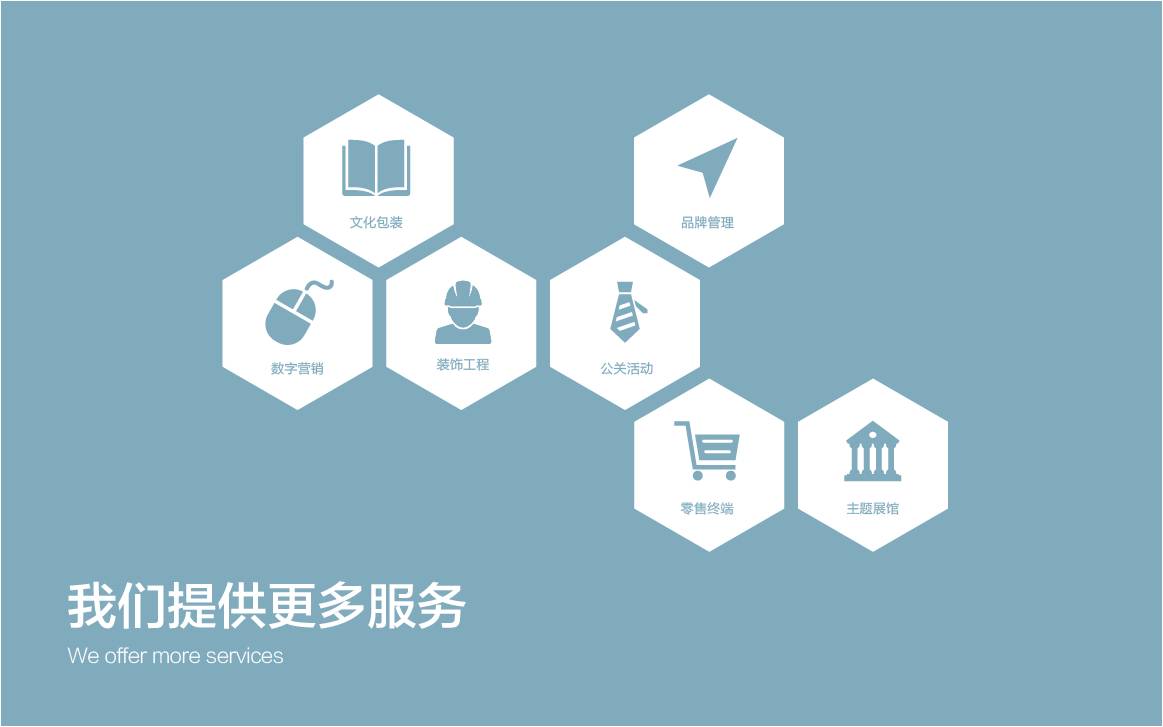 文化包装
品牌管理
数字营销
装饰工程
公关活动
零售终端
主题展馆
我们提供更多服务
We offer more services